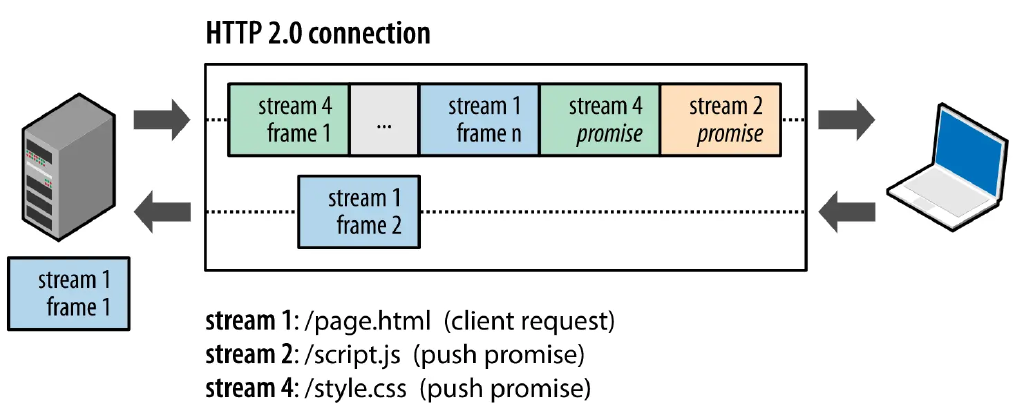 HTTP 2.0 connection
stream 4
frame 1
...
stream 1
frame n
stream 4
promise
stream 2
promise
stream 1
frame 2
stream 1
frame 1
stream 1: /page.html (client request)
stream 2: /script.js (push promise)
stream 4: /style.css (push promise)